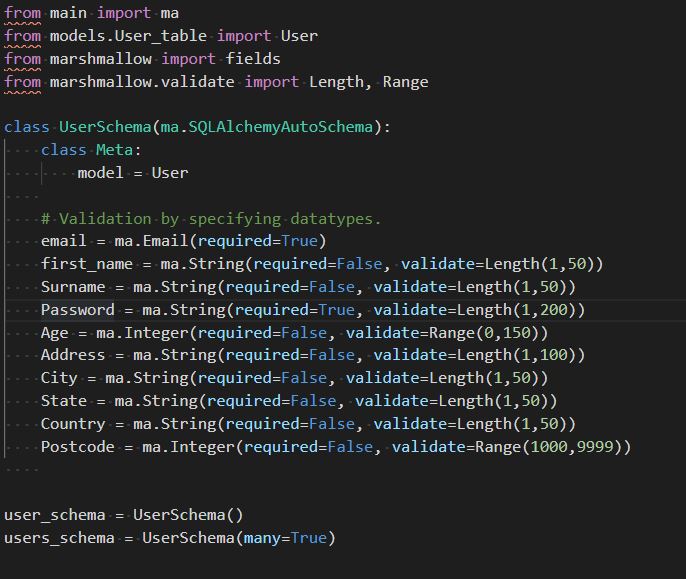 from main import ma
from models.User_table import User
from marshmallow import fields
from marshmallow.validate import Length, Range

class UserSchema(ma.SQLAlchemyAutoSchema):
    class Meta:
        model = User

    # Validation by specifying datatypes.
    email = ma.Email(required=True)
    first_name = ma.String(required=False, validate=Length(1,50))
    Surname = ma.String(required=False, validate=Length(1,50))
    Password = ma.String(required=True, validate=Length(1,200))
    Age = ma.Integer(required=False, validate=Range(0,150))
    Address = ma.String(required=False, validate=Length(1,100))
    City = ma.String(required=False, validate=Length(1,50))
    State = ma.String(required=False, validate=Length(1,50))
    Country = ma.String(required=False, validate=Length(1,50))
    Postcode = ma.Integer(required=False, validate=Range(1000,9999))

user_schema = UserSchema()
users_schema = UserSchema(many=True)